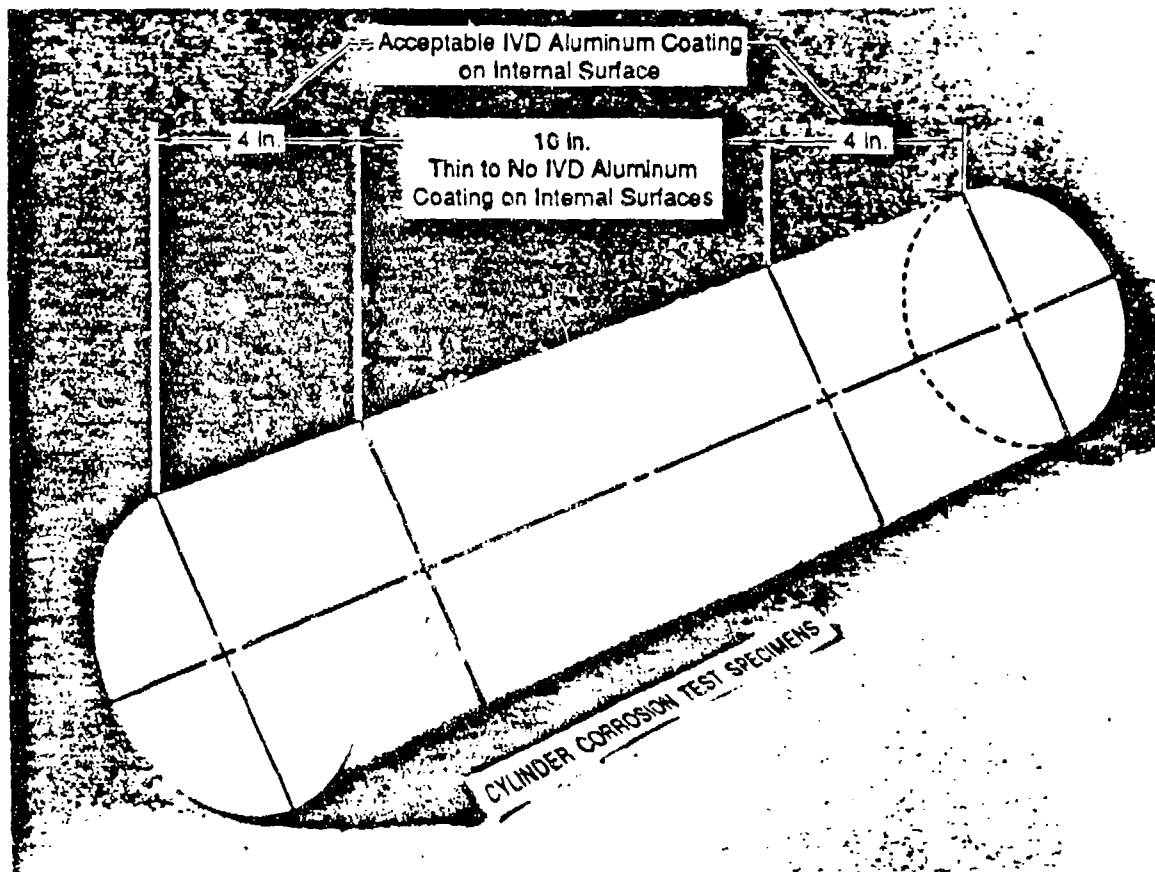 Acceptable IVD Aluminum Coating
on Internal Surface
4 In.
10 in.
4 In.
Thin to No IVD Aluminum
Coating on Internal Surfaces
CYLINDER CORROSION TEST SPECIMENS